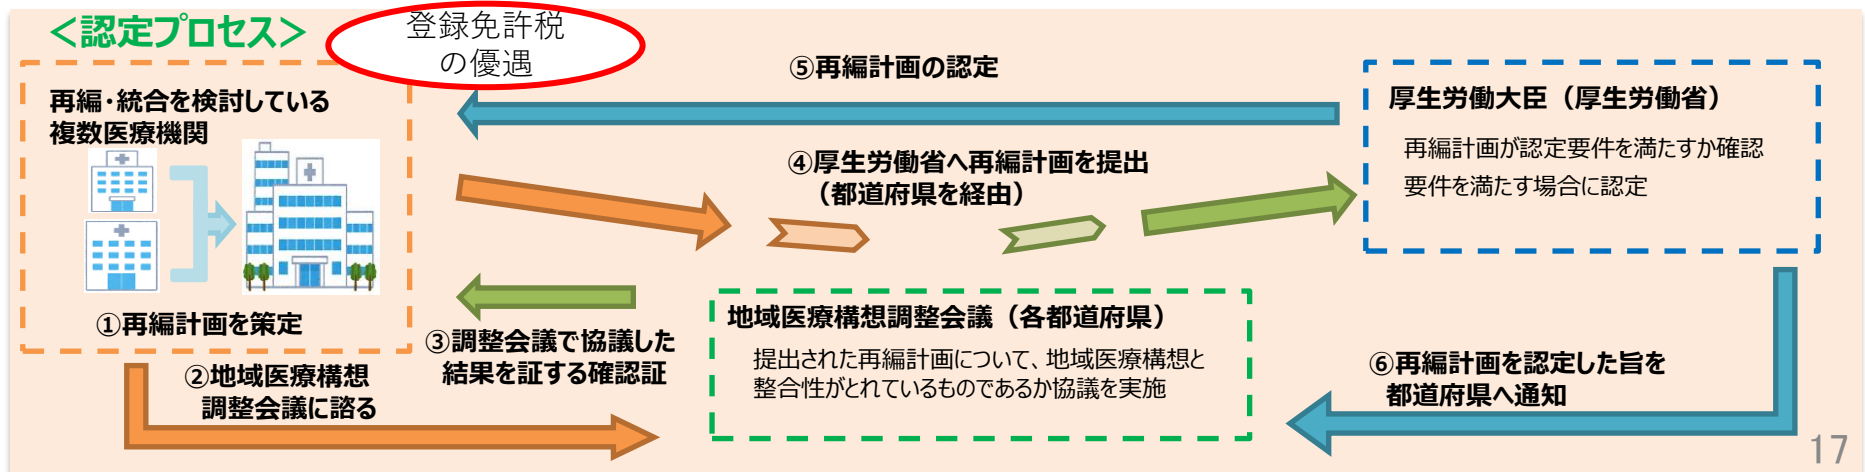 <認定プロセス>
登録免許税
の優遇
再編・統合を検討している
複数医療機関
①再編計画を策定
②地域医療構想
調整会議に諮る
③調整会議で協議した
結果を証する確認証
④厚生労働省へ再編計画を提出
（都道府県を経由）
⑤再編計画の認定
厚生労働大臣（厚生労働省）
再編計画が認定要件を満たすか確認
要件を満たす場合に認定
地域医療構想調整会議（各都道府県）
提出された再編計画について、地域医療構想と
整合性がとれているものであるか協議を実施
⑥再編計画を認定した旨を
都道府県へ通知
17